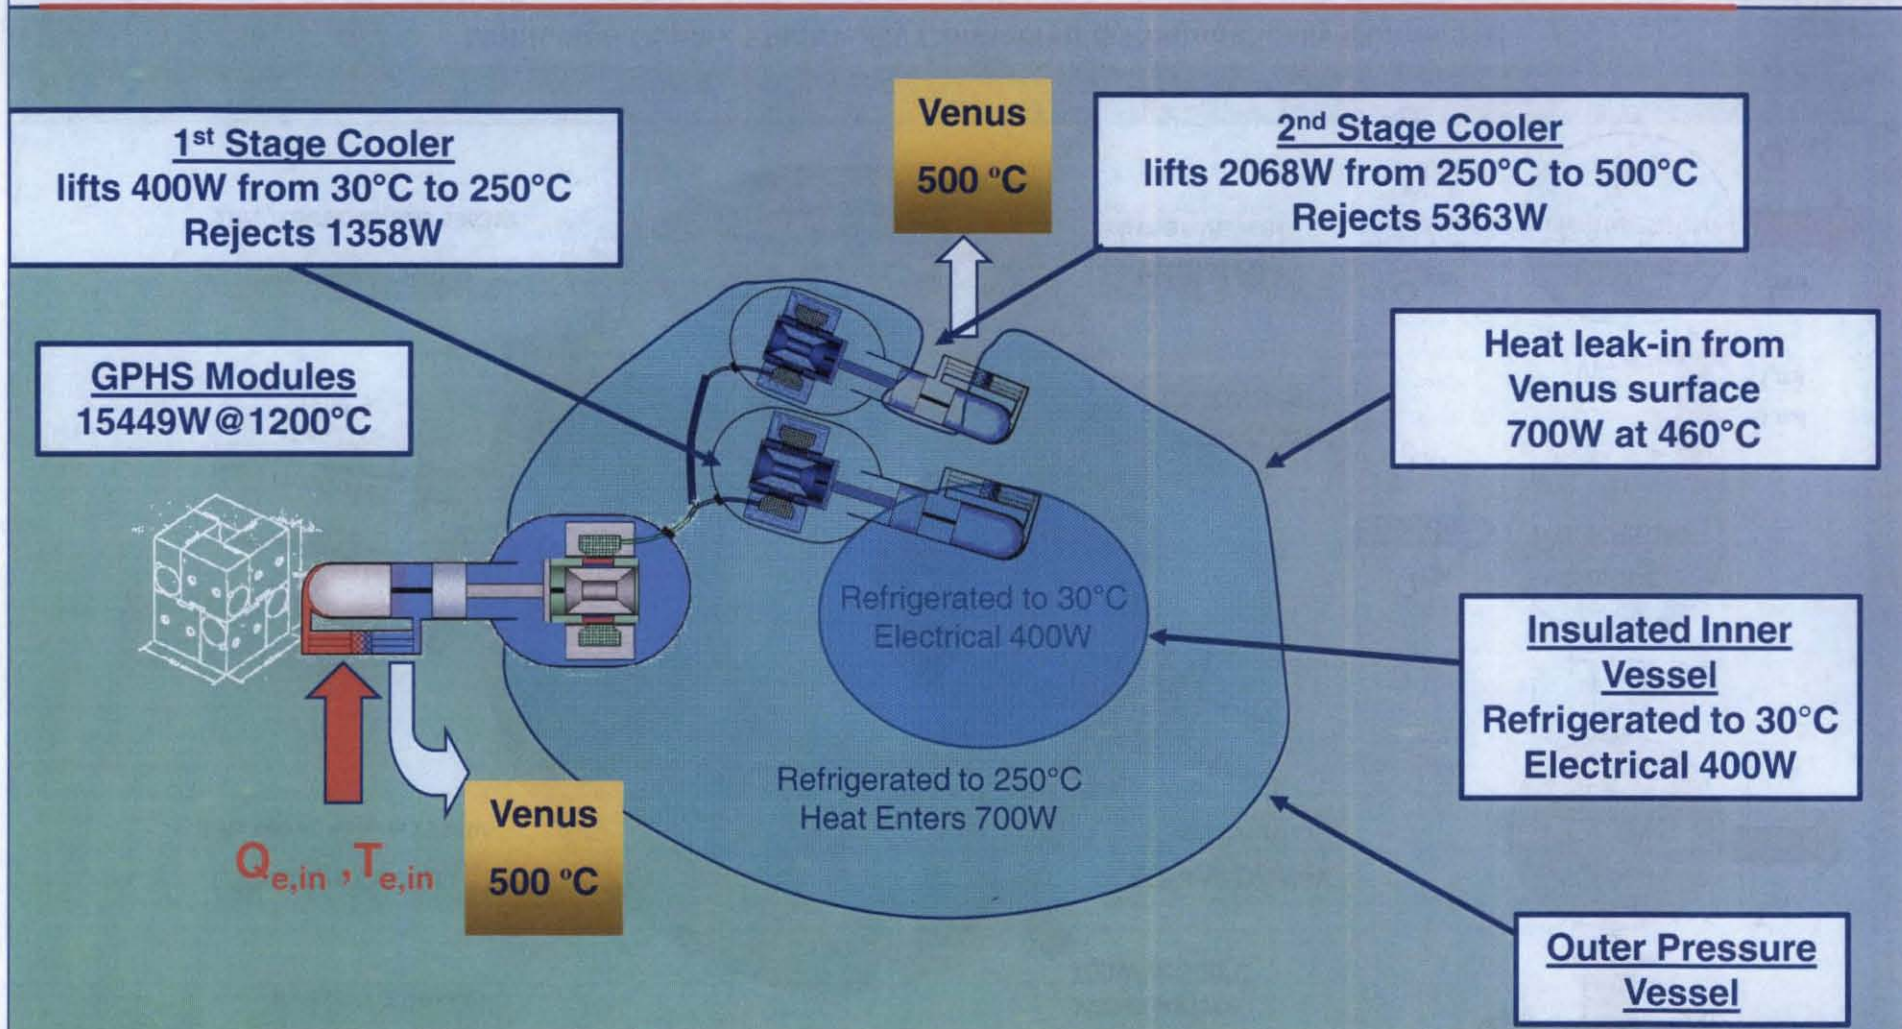 Venus
500 °C
1st Stage Cooler
lifts 400W from 30°C to 250°C
Rejects 1358W
2nd Stage Cooler
lifts 2068W from 250°C to 500°C
Rejects 5363W
GPHS Modules
15449W@1200°C
Heat leak-in from
Venus surface
700W at 460°C
Refrigerated to 30°C
Electrical 400W
Insulated Inner
Vessel
Refrigerated to 30°C
Electrical 400W
Refrigerated to 250°C
Heat Enters 700W
Qe,in ,Te,in
Venus
500 °C
Outer Pressure
Vessel